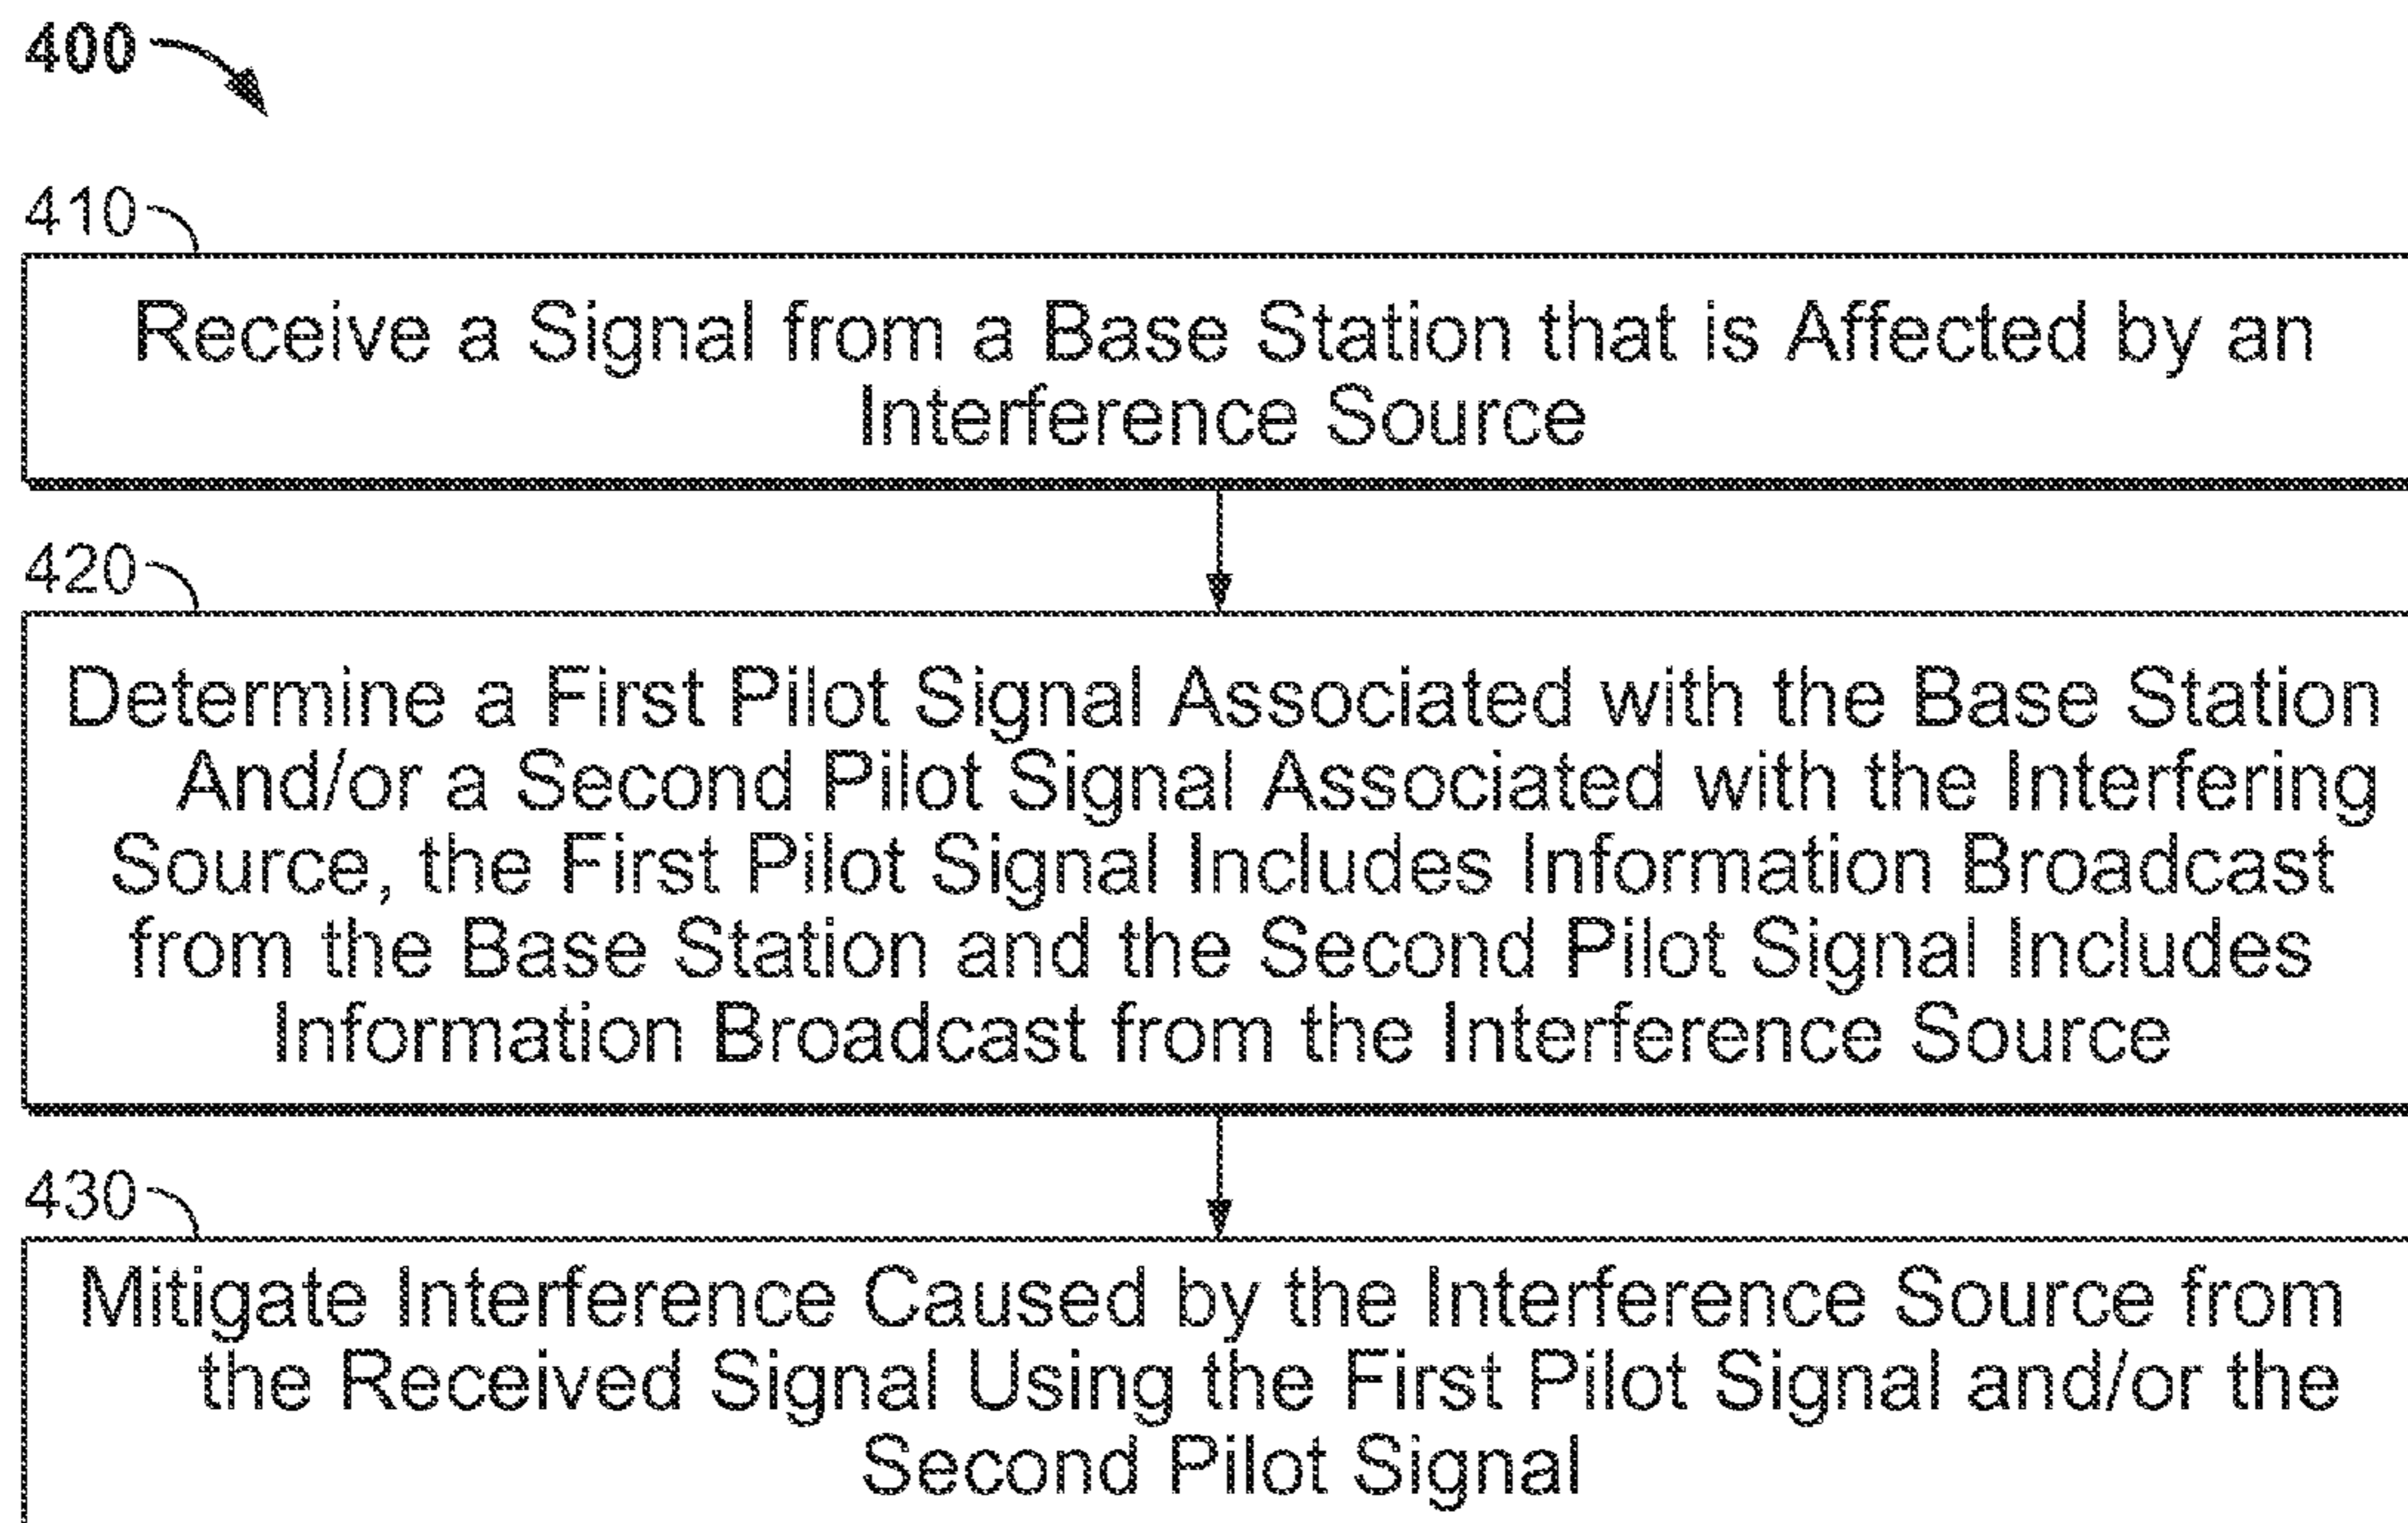 400
410
Receive a Signal from a Base Station that is Affected by an
Interference Source
420
Determine a First Pilot Signal Associated with the Base Station
And/or a Second Pilot Signal Associated with the Interfering
Source, the First Pilot Signal Includes Information Broadcast
from the Base Station and the Second Pilot Signal Includes
Information Broadcast from the Interference Source
430
Mitigate Interference Caused by the Interference Source from
the Received Signal Using the First Pilot Signal and/or the
Second Pilot Signal